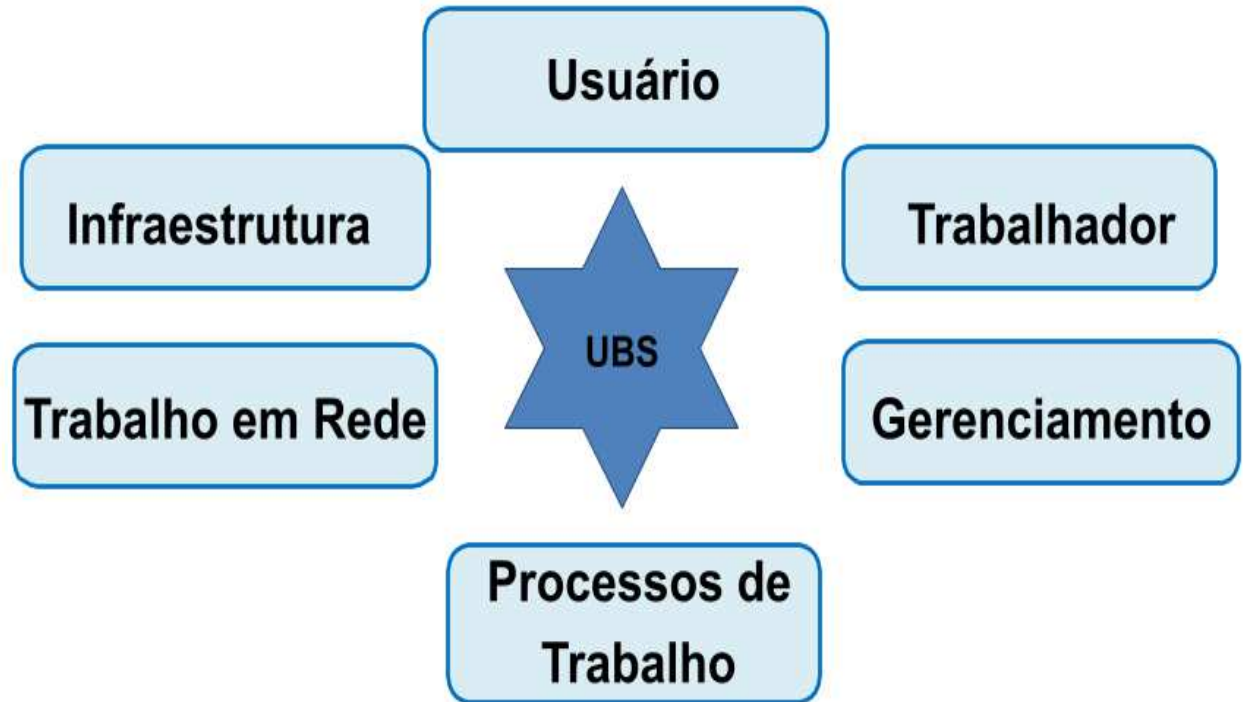 Usuário
Infraestrutura
Trabalhador
UBS
Trabalho em Rede
Gerenciamento
Processos de
Trabalho